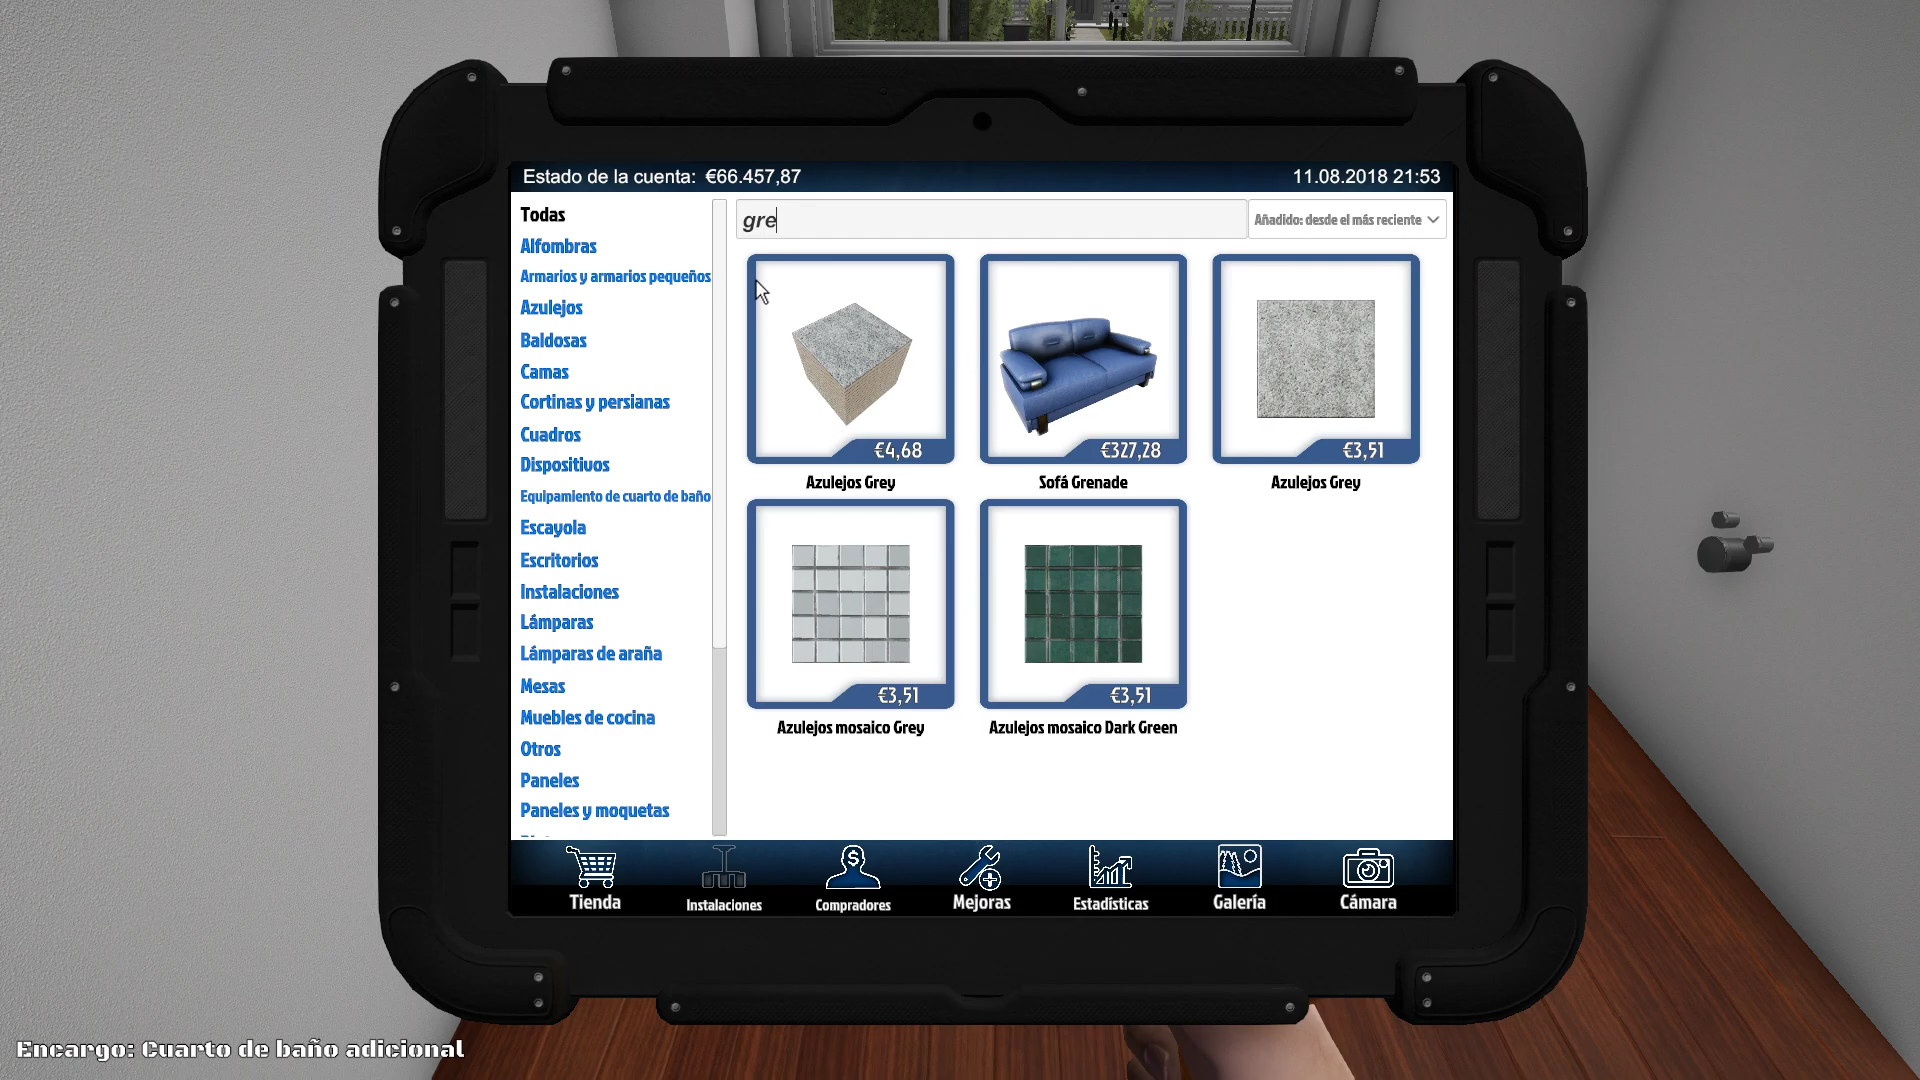 Estado de la cuenta: €66.457,87
11.08.2018 21:53
Todas
Alfombras
Armarios y armarios pequeños
Azulejos
Baldosas
Camas
Cortinas y persianas
Cuadros
Dispositivos
Equipamiento de cuarto de baño
Escayola
Escritorios
Instalaciones
Lámparas
Lámparas de araña
Mesas
Muebles de cocina
Otros
Paneles
Paneles y moquetas
gre
Añadido: desde el más reciente
€4,68
Azulejos Grey
€327,28
Sofá Grenade
€3,51
Azulejos Grey
€3,51
Azulejos mosaico Grey
€3,51
Azulejos mosaico Dark Green
Tienda
Instalaciones
Compradores
Mejoras
Estadísticas
Galería
Cámara
Encargo: Cuarto de baño adicional